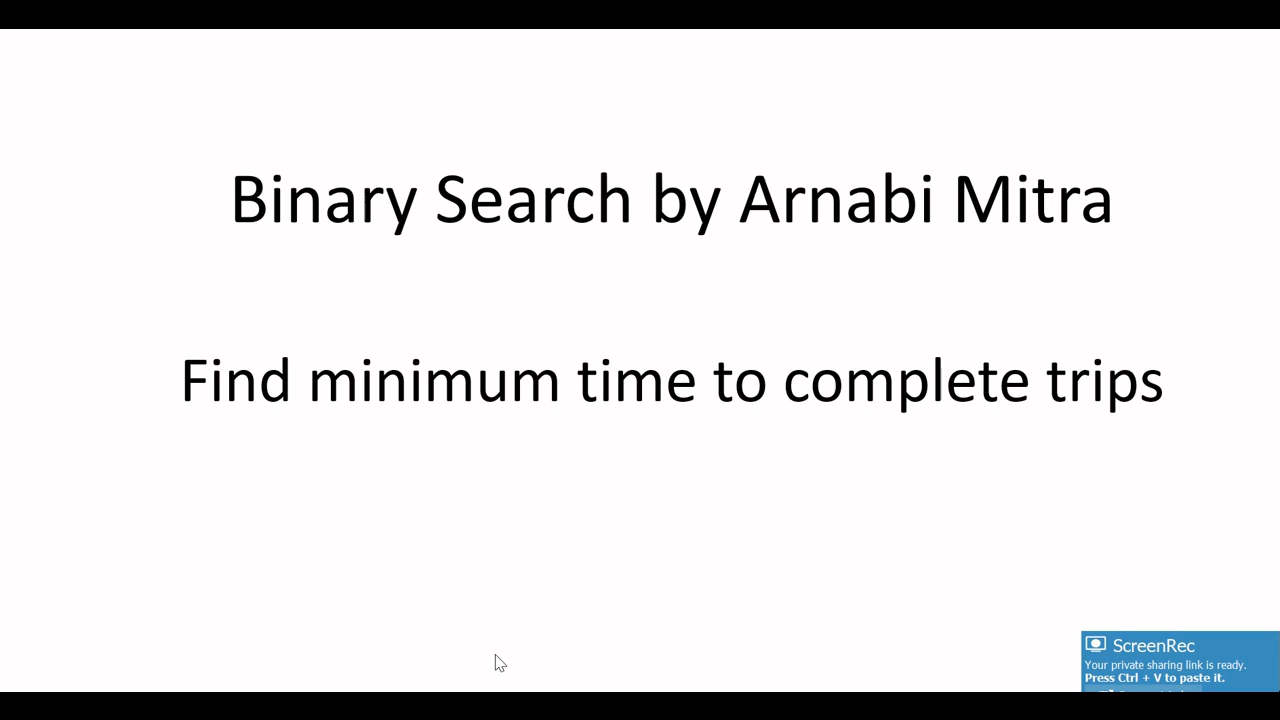 Binary Search by Arnabi Mitra
Find minimum time to complete trips
ScreenRec
Your private sharing link is ready.
Press Ctrl + V to paste it.